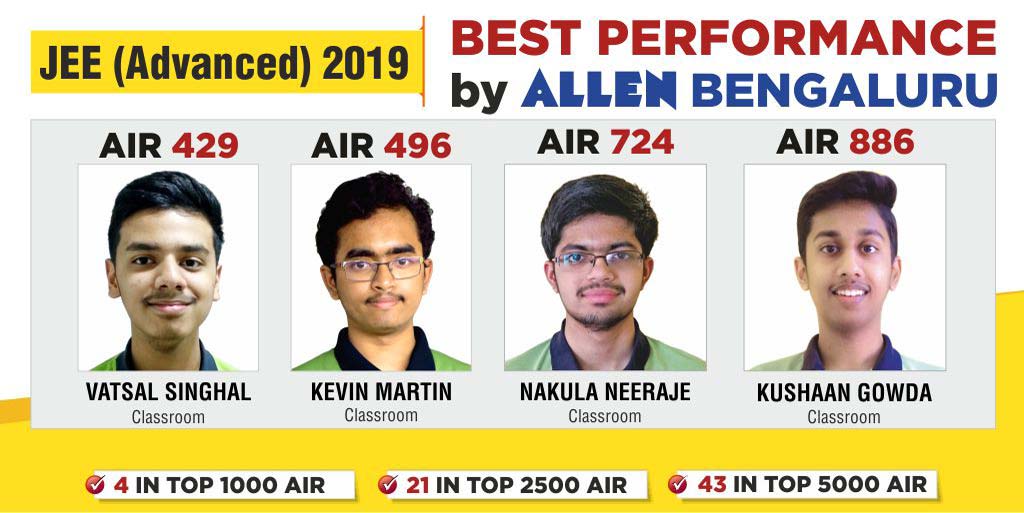 JEE (Advanced) 2019
BEST PERFORMANCE
by ALLEN BENGALURU
AIR 429
AIR 496
AIR 724
AIR 886
VATSAL SINGHAL
Classroom
KEVIN MARTIN
Classroom
NAKULA NEERAJE
Classroom
KUSHAAN GOWDA
Classroom
4 IN TOP 1000 AIR
21 IN TOP 2500 AIR
43 IN TOP 5000 AIR